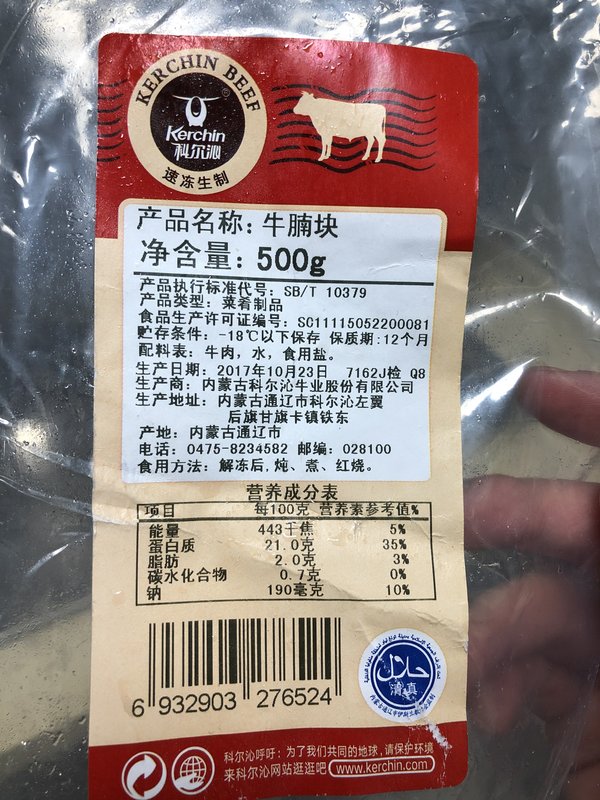 KERCHIN BEEF
Kerchin
科尔沁
速冻生制
产品名称: 牛腩块
净含量: 500g
产品执行标准代号: SB/T 10379
产品类型: 菜肴制品
食品生产许可证编号: SC11115052200081
贮存条件: -18℃以下保存 保质期:12个月
配料表: 牛肉, 水, 食用盐。
生产日期: 2017年10月23日 7162J检 Q8
生产商: 内蒙古科尔沁牛业股份有限公司
生产地址: 内蒙古通辽市科尔沁左翼
后旗甘旗卡镇铁东
产地: 内蒙古通辽市
电话: 0475-8234582 邮编: 028100
食用方法: 解冻后,炖、煮、红烧。
营养成分表
项目 每100克 营养素参考值%
能量 443千焦 5%
蛋白质 21.0克 35%
脂肪 2.0克 3%
碳水化合物 0.7克 0%
钠 190毫克 10%
6 932903 276524
حلال
清真
科尔沁呼吁: 为了我们共同的地球, 请保护环境
来科尔沁网站逛逛吧 www.kerchin.com